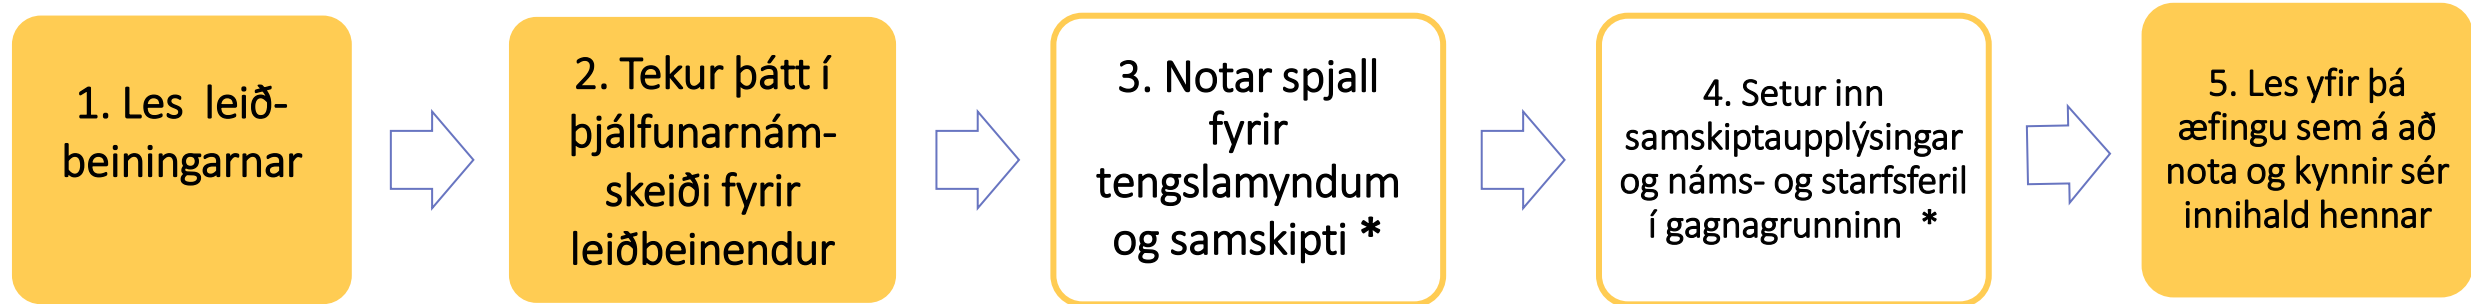 1. Les  leið-
beiningarnar
2. Tekur þátt í
þjálfunarnám-
skeiði fyrir
leiðbeinendur
3. Notar spjall
fyrir
tengslamyndum
og samskipti *
4. Setur inn
samskiptaupplýsingar
og náms- og starfsferil
í gagnagrunninn  *
5. Les yfir þá
æfingu sem á að
nota og kynnir sér
innihald hennar